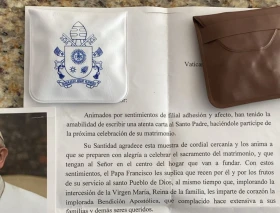 Vatica
Animados por sentimientos de filial adhesión y afecto, han tenido la
amabilidad de escribir una atenta carta al Santo Padre, haciéndole partícipe de
la próxima celebración de su matrimonio.
Su Santidad agradece esta muestra de cordial cercanía y los anima
a que se preparen con alegría a celebrar el sacramento del matrimonio, y que
tengan al Señor en el centro del hogar que van a fundar. Con estos
sentimientos, el Papa Francisco les suplica que recen por él y por los frutos
de su servicio al santo Pueblo de Dios, al mismo tiempo que, implorando la
intercesión de la Virgen María, Reina de la familia, les imparte de corazón la
implorada Bendición Apostólica, que complacido hace extensiva a sus
familias y demás seres queridos.